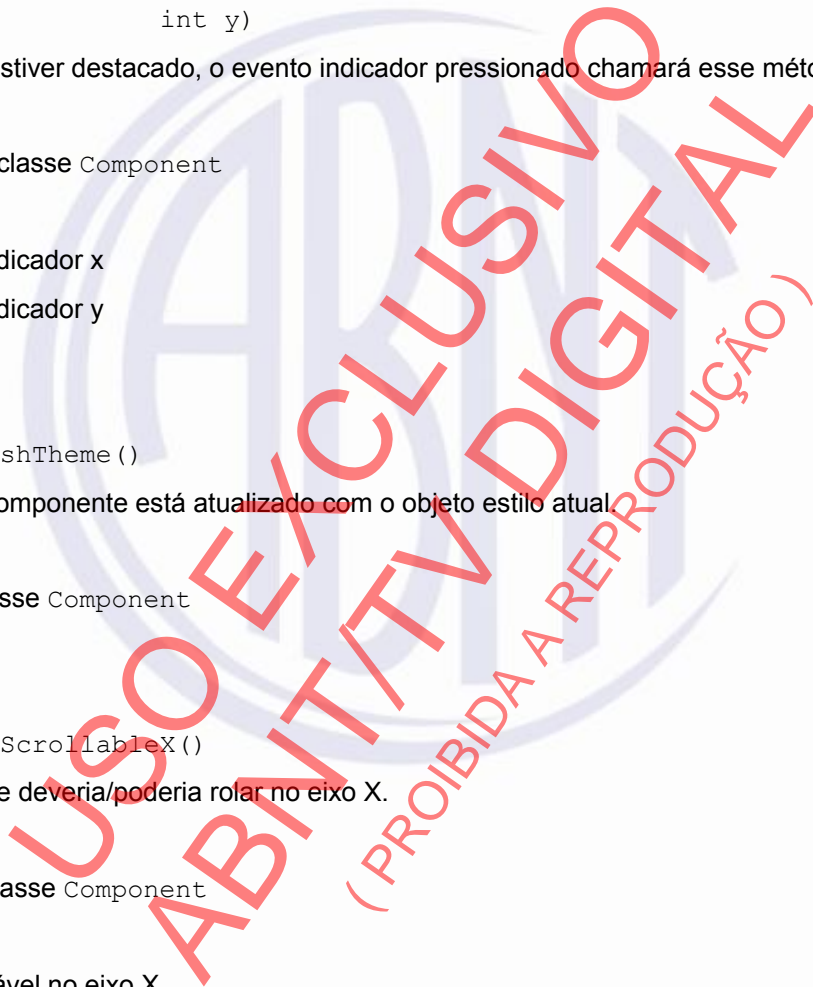 int y)
stiver destacado, o evento indicador pressionado chamará esse méto
classe Component
dicador x
dicador y
shTheme()
omponente está atualizado com o objeto estilo atual.
sse Component
ScrollableX()
e deveria/poderia rolar no eixo X.
asse Component
ável no eixo X
USO EXCLUSIVO
ABNT/TV DIGITAL
( PROIBIDA A REPRODUÇÃO )
ABNT